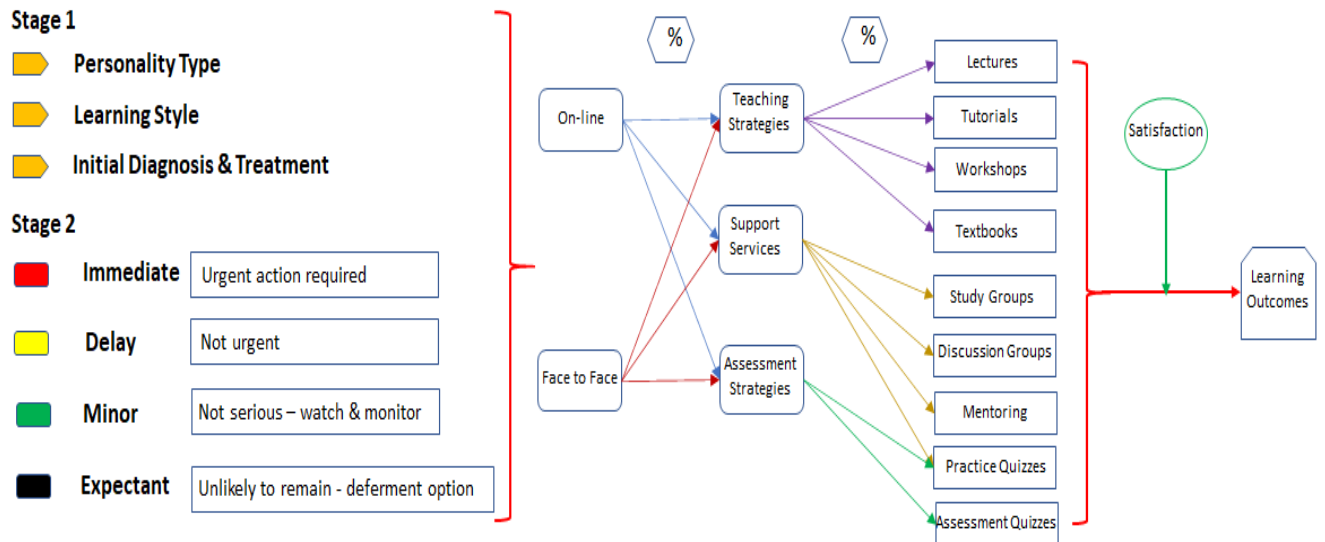 Stage 1
Personality Type
Learning Style
Initial Diagnosis & Treatment
Stage 2
Immediate
Urgent action required
Delay
Not urgent
Minor
Not serious – watch & monitor
Expectant
Unlikely to remain - deferment option
%
%
On-line
Face to Face
Teaching
Strategies
Support
Services
Assessment
Strategies
Lectures
Tutorials
Workshops
Textbooks
Study Groups
Discussion Groups
Mentoring
Practice Quizzes
Assessment Quizzes
Satisfaction
Learning
Outcomes